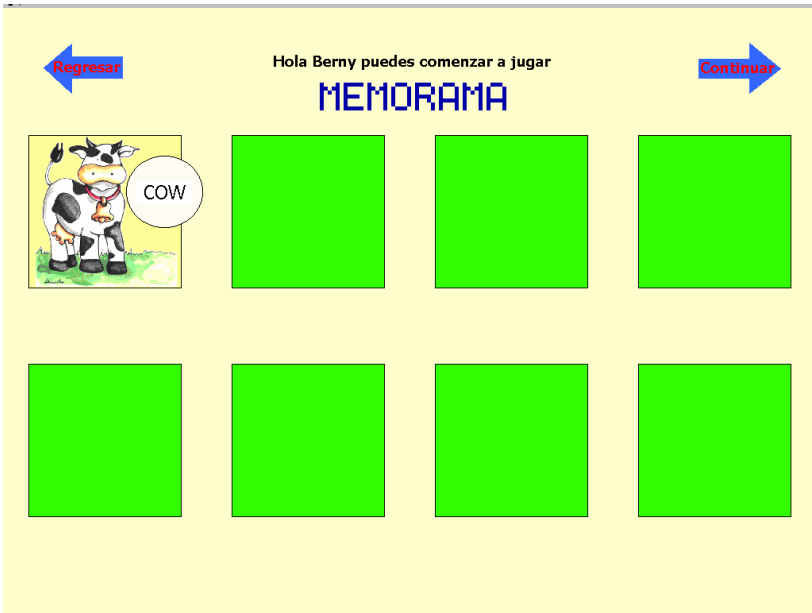 Regresar
Hola Berny puedes comenzar a jugar
Continuar
MEMORAMA
COW